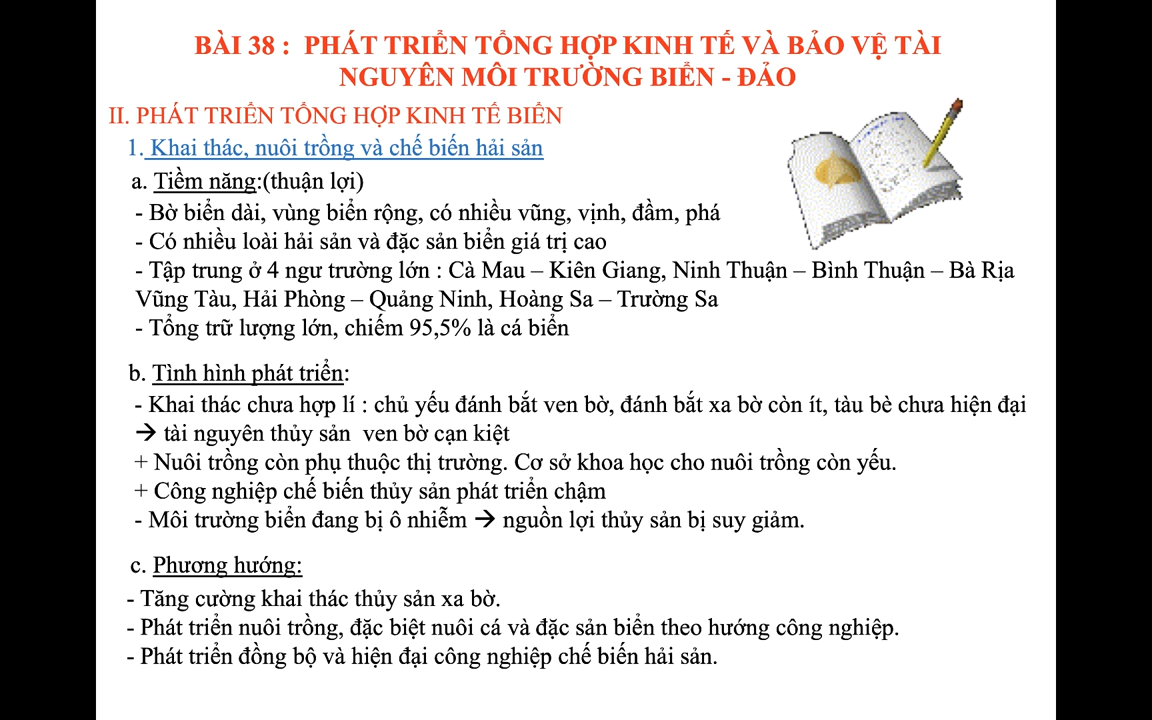 BÀI 38 : PHÁT TRIỂN TỔNG HỢP KINH TẾ VÀ BẢO VỆ TÀI
NGUYÊN MÔI TRƯỜNG BIỂN - ĐẢO
II. PHÁT TRIỂN TỔNG HỢP KINH TẾ BIỂN
1. Khai thác, nuôi trồng và chế biến hải sản
a. Tiềm năng:(thuận lợi)
- Bờ biển dài, vùng biển rộng, có nhiều vũng, vịnh, đầm, phá
- Có nhiều loài hải sản và đặc sản biển giá trị cao
- Tập trung ở 4 ngư trường lớn : Cà Mau – Kiên Giang, Ninh Thuận – Bình Thuận – Bà Rịa
Vũng Tàu, Hải Phòng – Quảng Ninh, Hoàng Sa – Trường Sa
- Tổng trữ lượng lớn, chiếm 95,5% là cá biển
b. Tình hình phát triển:
- Khai thác chưa hợp lí : chủ yếu đánh bắt ven bờ, đánh bắt xa bờ còn ít, tàu bè chưa hiện đại
→ tài nguyên thủy sản ven bờ cạn kiệt
+ Nuôi trồng còn phụ thuộc thị trường. Cơ sở khoa học cho nuôi trồng còn yếu.
+ Công nghiệp chế biến thủy sản phát triển chậm
- Môi trường biển đang bị ô nhiễm → nguồn lợi thủy sản bị suy giảm.
c. Phương hướng:
- Tăng cường khai thác thủy sản xa bờ.
- Phát triển nuôi trồng, đặc biệt nuôi cá và đặc sản biển theo hướng công nghiệp.
- Phát triển đồng bộ và hiện đại công nghiệp chế biến hải sản.